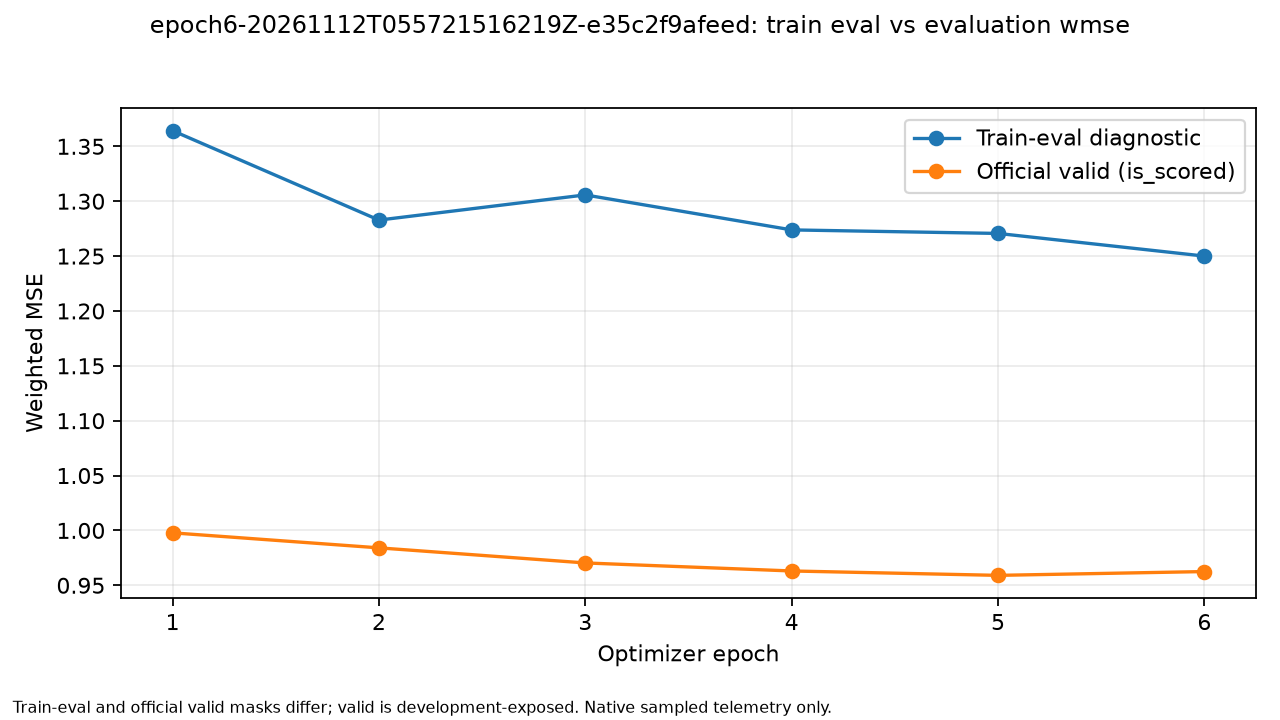 epoch6-20261112T055721516219Z-e35c2f9afeed: train eval vs evaluation wmse
Train-eval diagnostic
Official valid (is_scored)
Weighted MSE
1.35
1.30
1.25
1.20
1.15
1.10
1.05
1.00
0.95
1 2 3 4 5 6
Optimizer epoch
Train-eval and official valid masks differ; valid is development-exposed. Native sampled telemetry only.